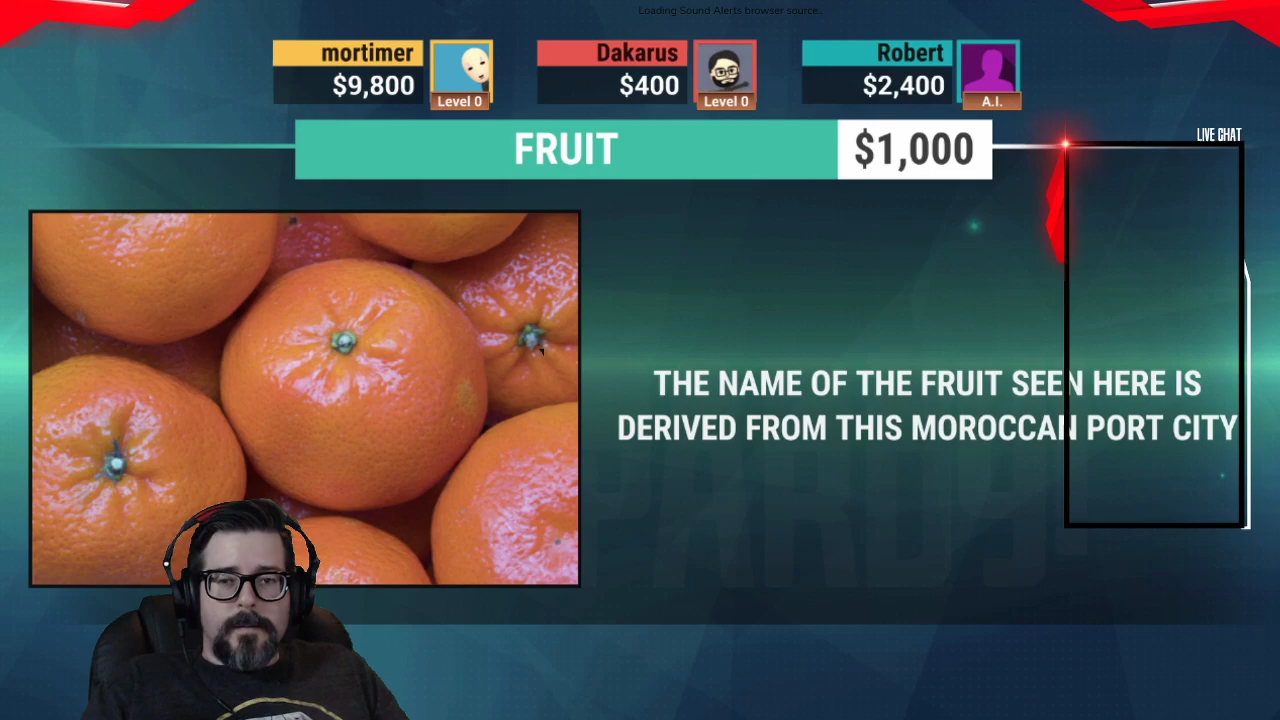 Loading Sound Alerts browser source..
mortimer
$9,800
Level 0
Dakarus
$400
Level 0
Robert
$2,400
A.I.
FRUIT
$1,000
LIVE CHAT
THE NAME OF THE FRUIT SEEN HERE IS
DERIVED FROM THIS MOROCCAN PORT CITY